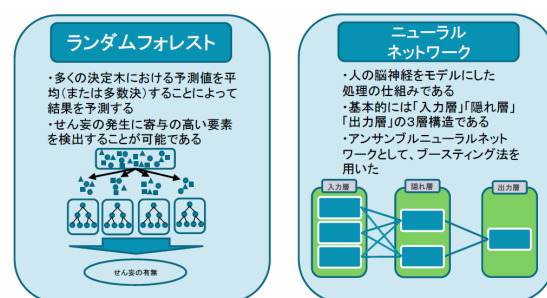 ランダムフォレスト
・多くの決定木における予測値を平
均(または多数決)することによって
結果を予測する
・せん妄の発生に寄与の高い要素
を検出することが可能である
せん妄の有無
ニューラル
ネットワーク
・人の脳神経をモデルにした
処理の仕組みである
・基本的には「入力層」「隠れ層」
「出力層」の3層構造である
・アンサンブルニューラルネット
ワークとして、ブースティング法を
用いた
入力層
隠れ層
出力層